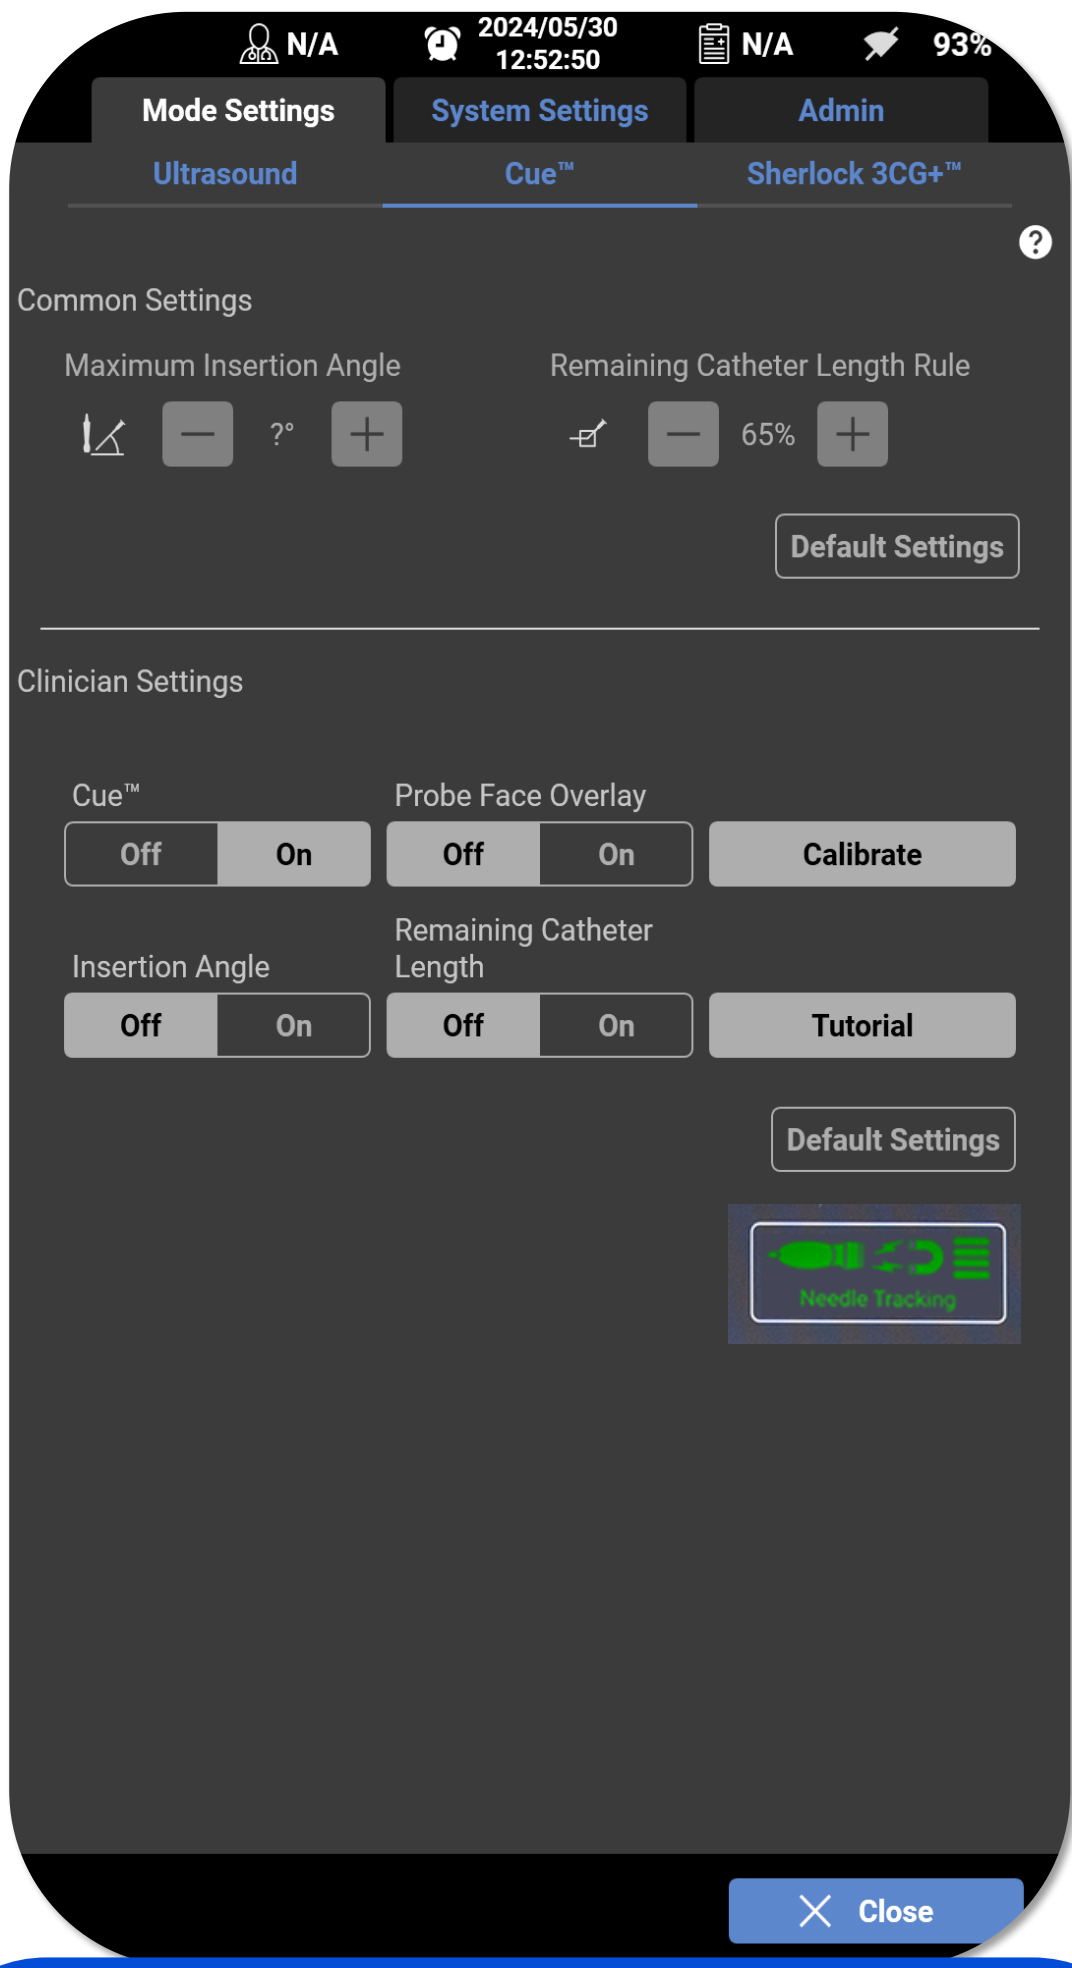 N/A
2024/05/30
12:52:50
N/A
93%
Mode Settings
System Settings
Admin
Ultrasound
Cue™
Sherlock 3CG+™
?
Common Settings
Maximum Insertion Angle
Remaining Catheter Length Rule
?°
65%
Default Settings
Clinician Settings
Cue™
Probe Face Overlay
Off
On
Off
On
Calibrate
Insertion Angle
Remaining Catheter
Length
Off
On
Off
On
Tutorial
Default Settings
Needle Tracking
Close